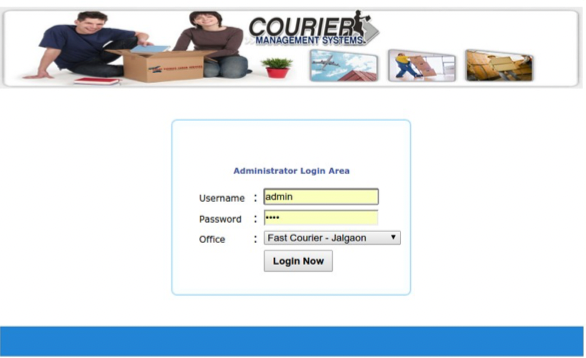 COURIER
MANAGEMENT SYSTEMS
Administrator Login Area
Username : admin
Password : ••••
Office : Fast Courier - Jalgaon
Login Now